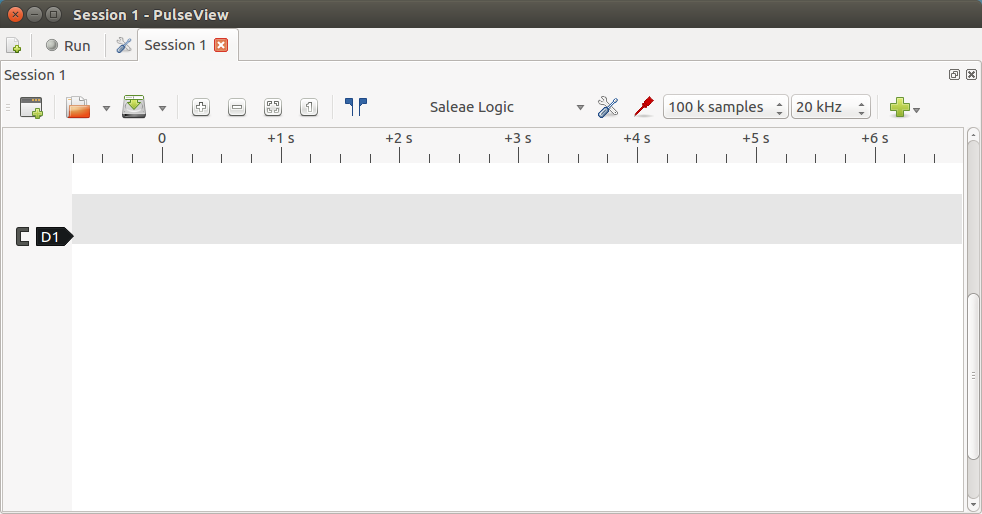 Session 1 - PulseView
Run
Session 1
Session 1
1
Saleae Logic
100 k samples
20 kHz
0 +1 s +2 s +3 s +4 s +5 s +6 s
D1